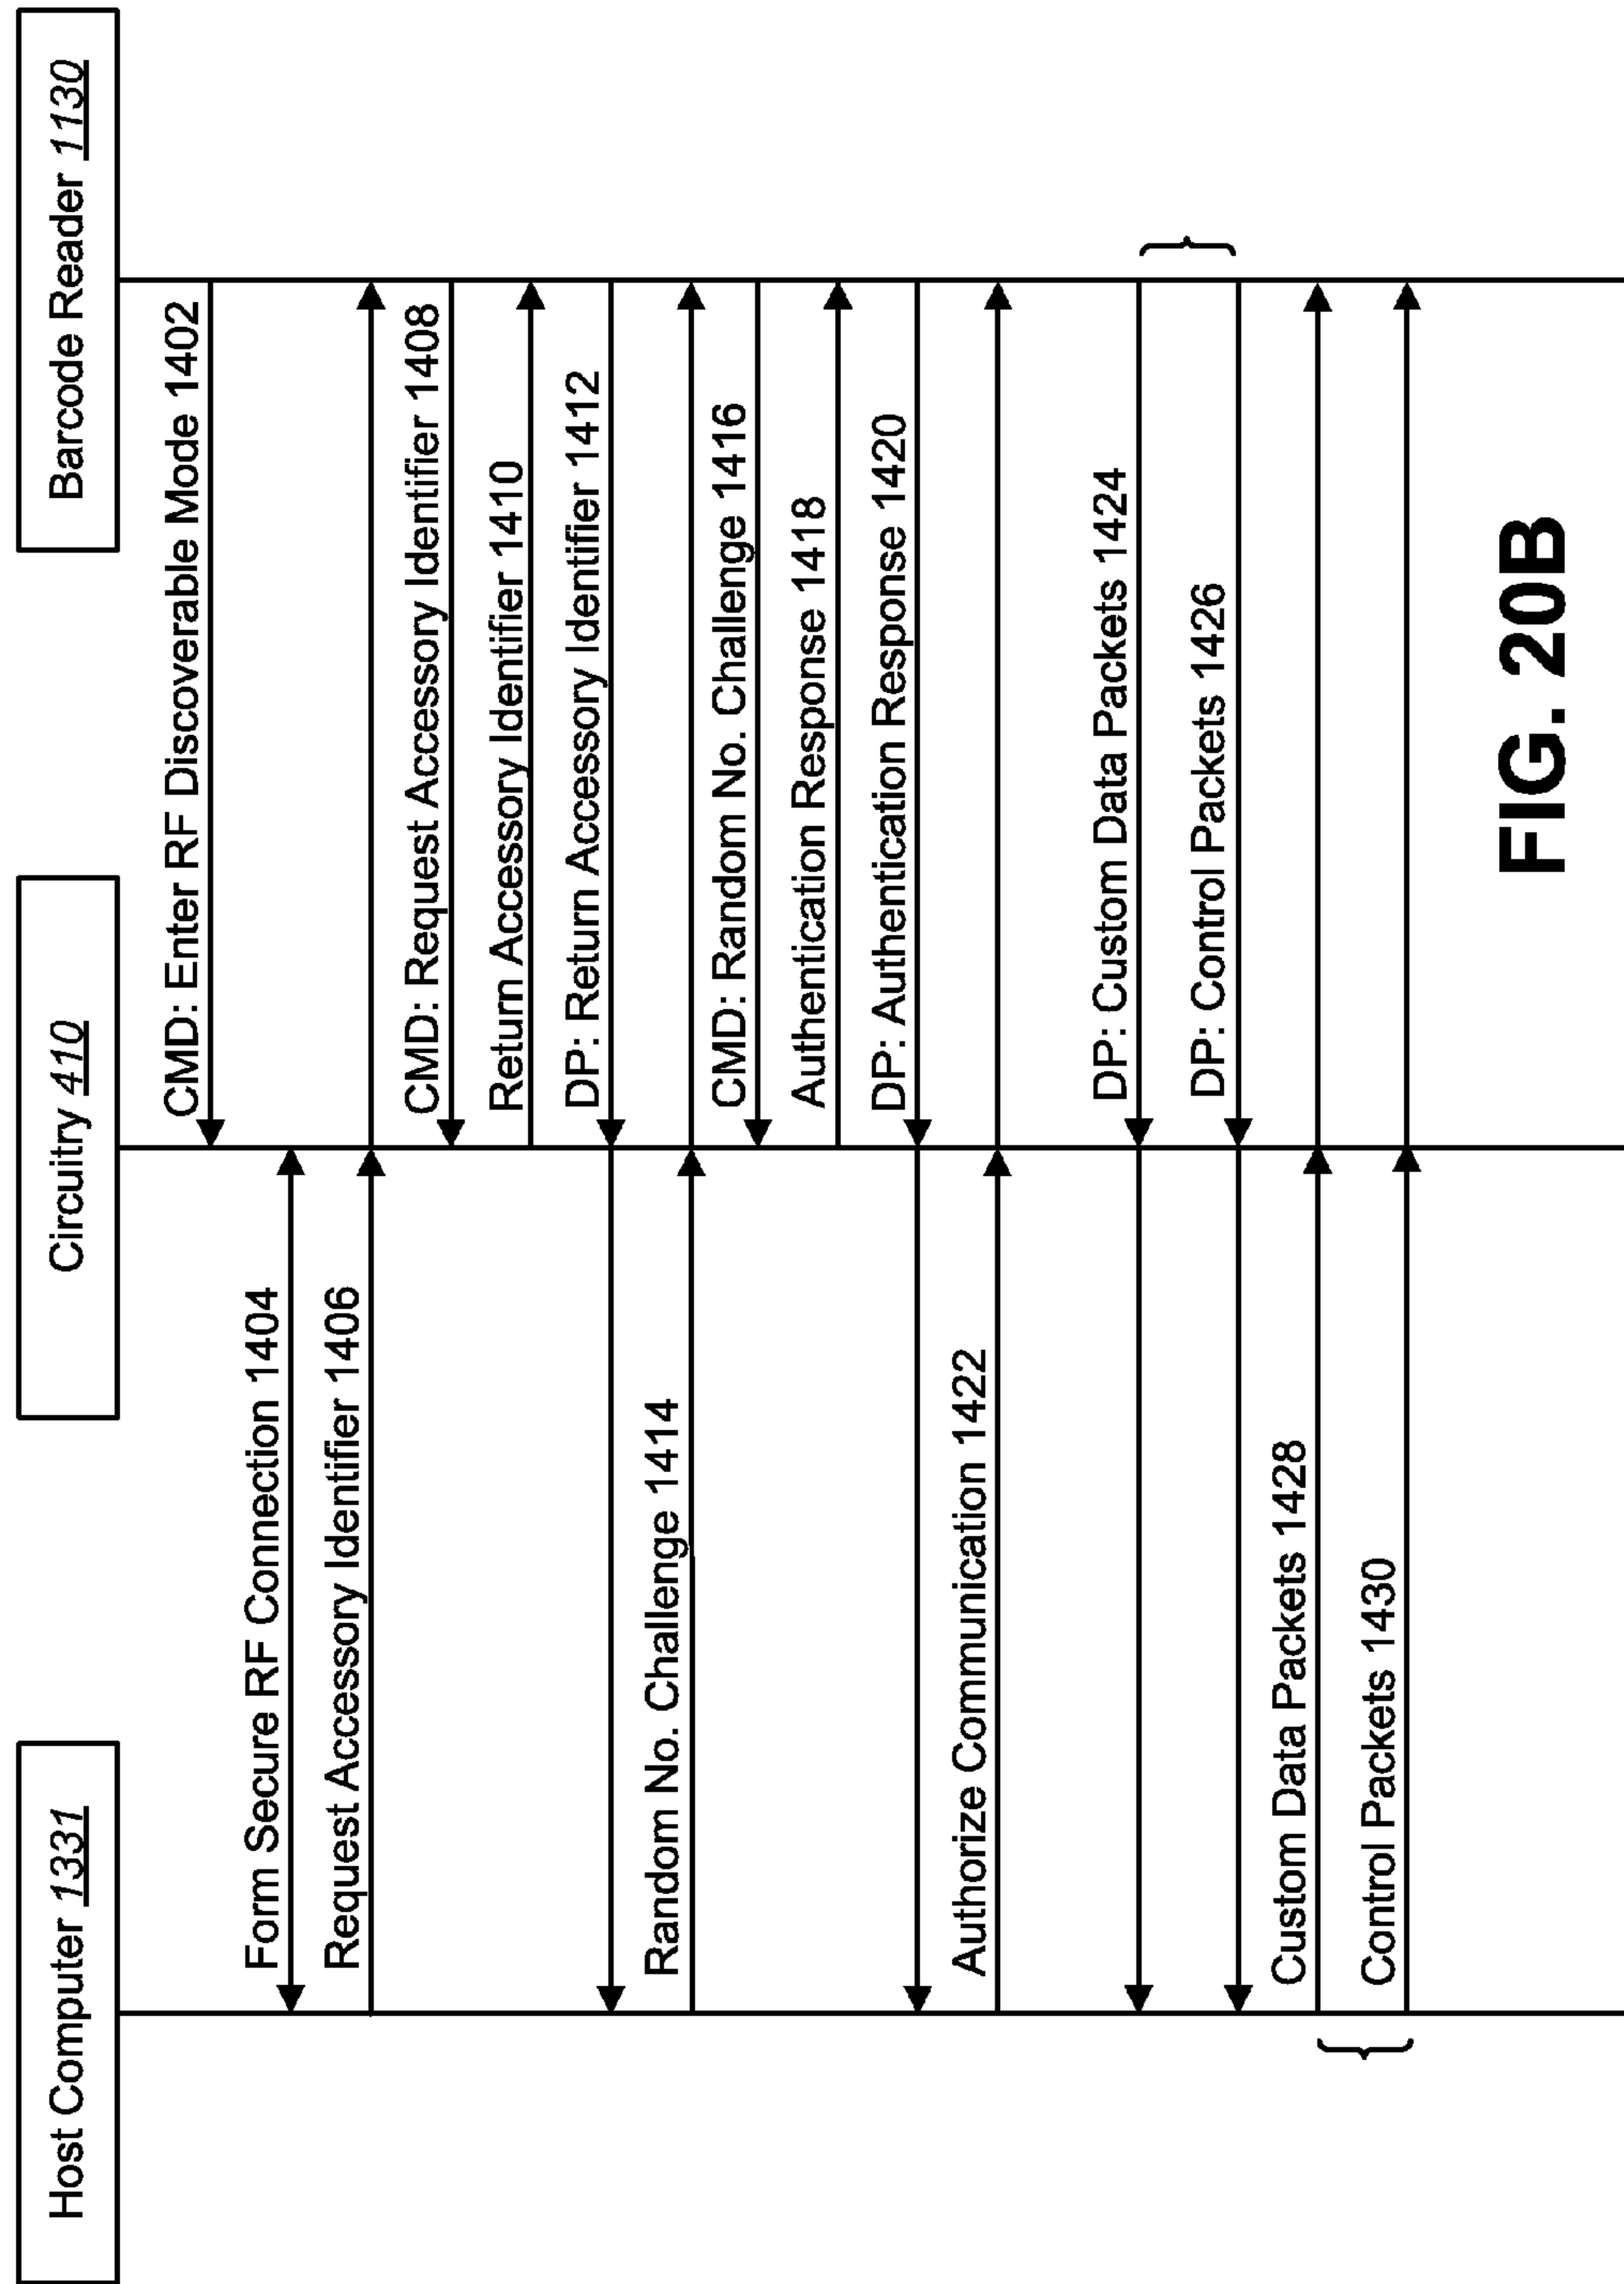 Host Computer 1331
Circuitry 410
Barcode Reader 1130
CMD: Enter RF Discoverable Mode 1402
Form Secure RF Connection 1404
Request Accessory Identifier 1406
CMD: Request Accessory Identifier 1408
Return Accessory Identifier 1410
DP: Return Accessory Identifier 1412
Random No. Challenge 1414
CMD: Random No. Challenge 1416
Authentication Response 1418
DP: Authentication Response 1420
Authorize Communication 1422
DP: Custom Data Packets 1424
DP: Control Packets 1426
Custom Data Packets 1428
Control Packets 1430
FIG. 20B